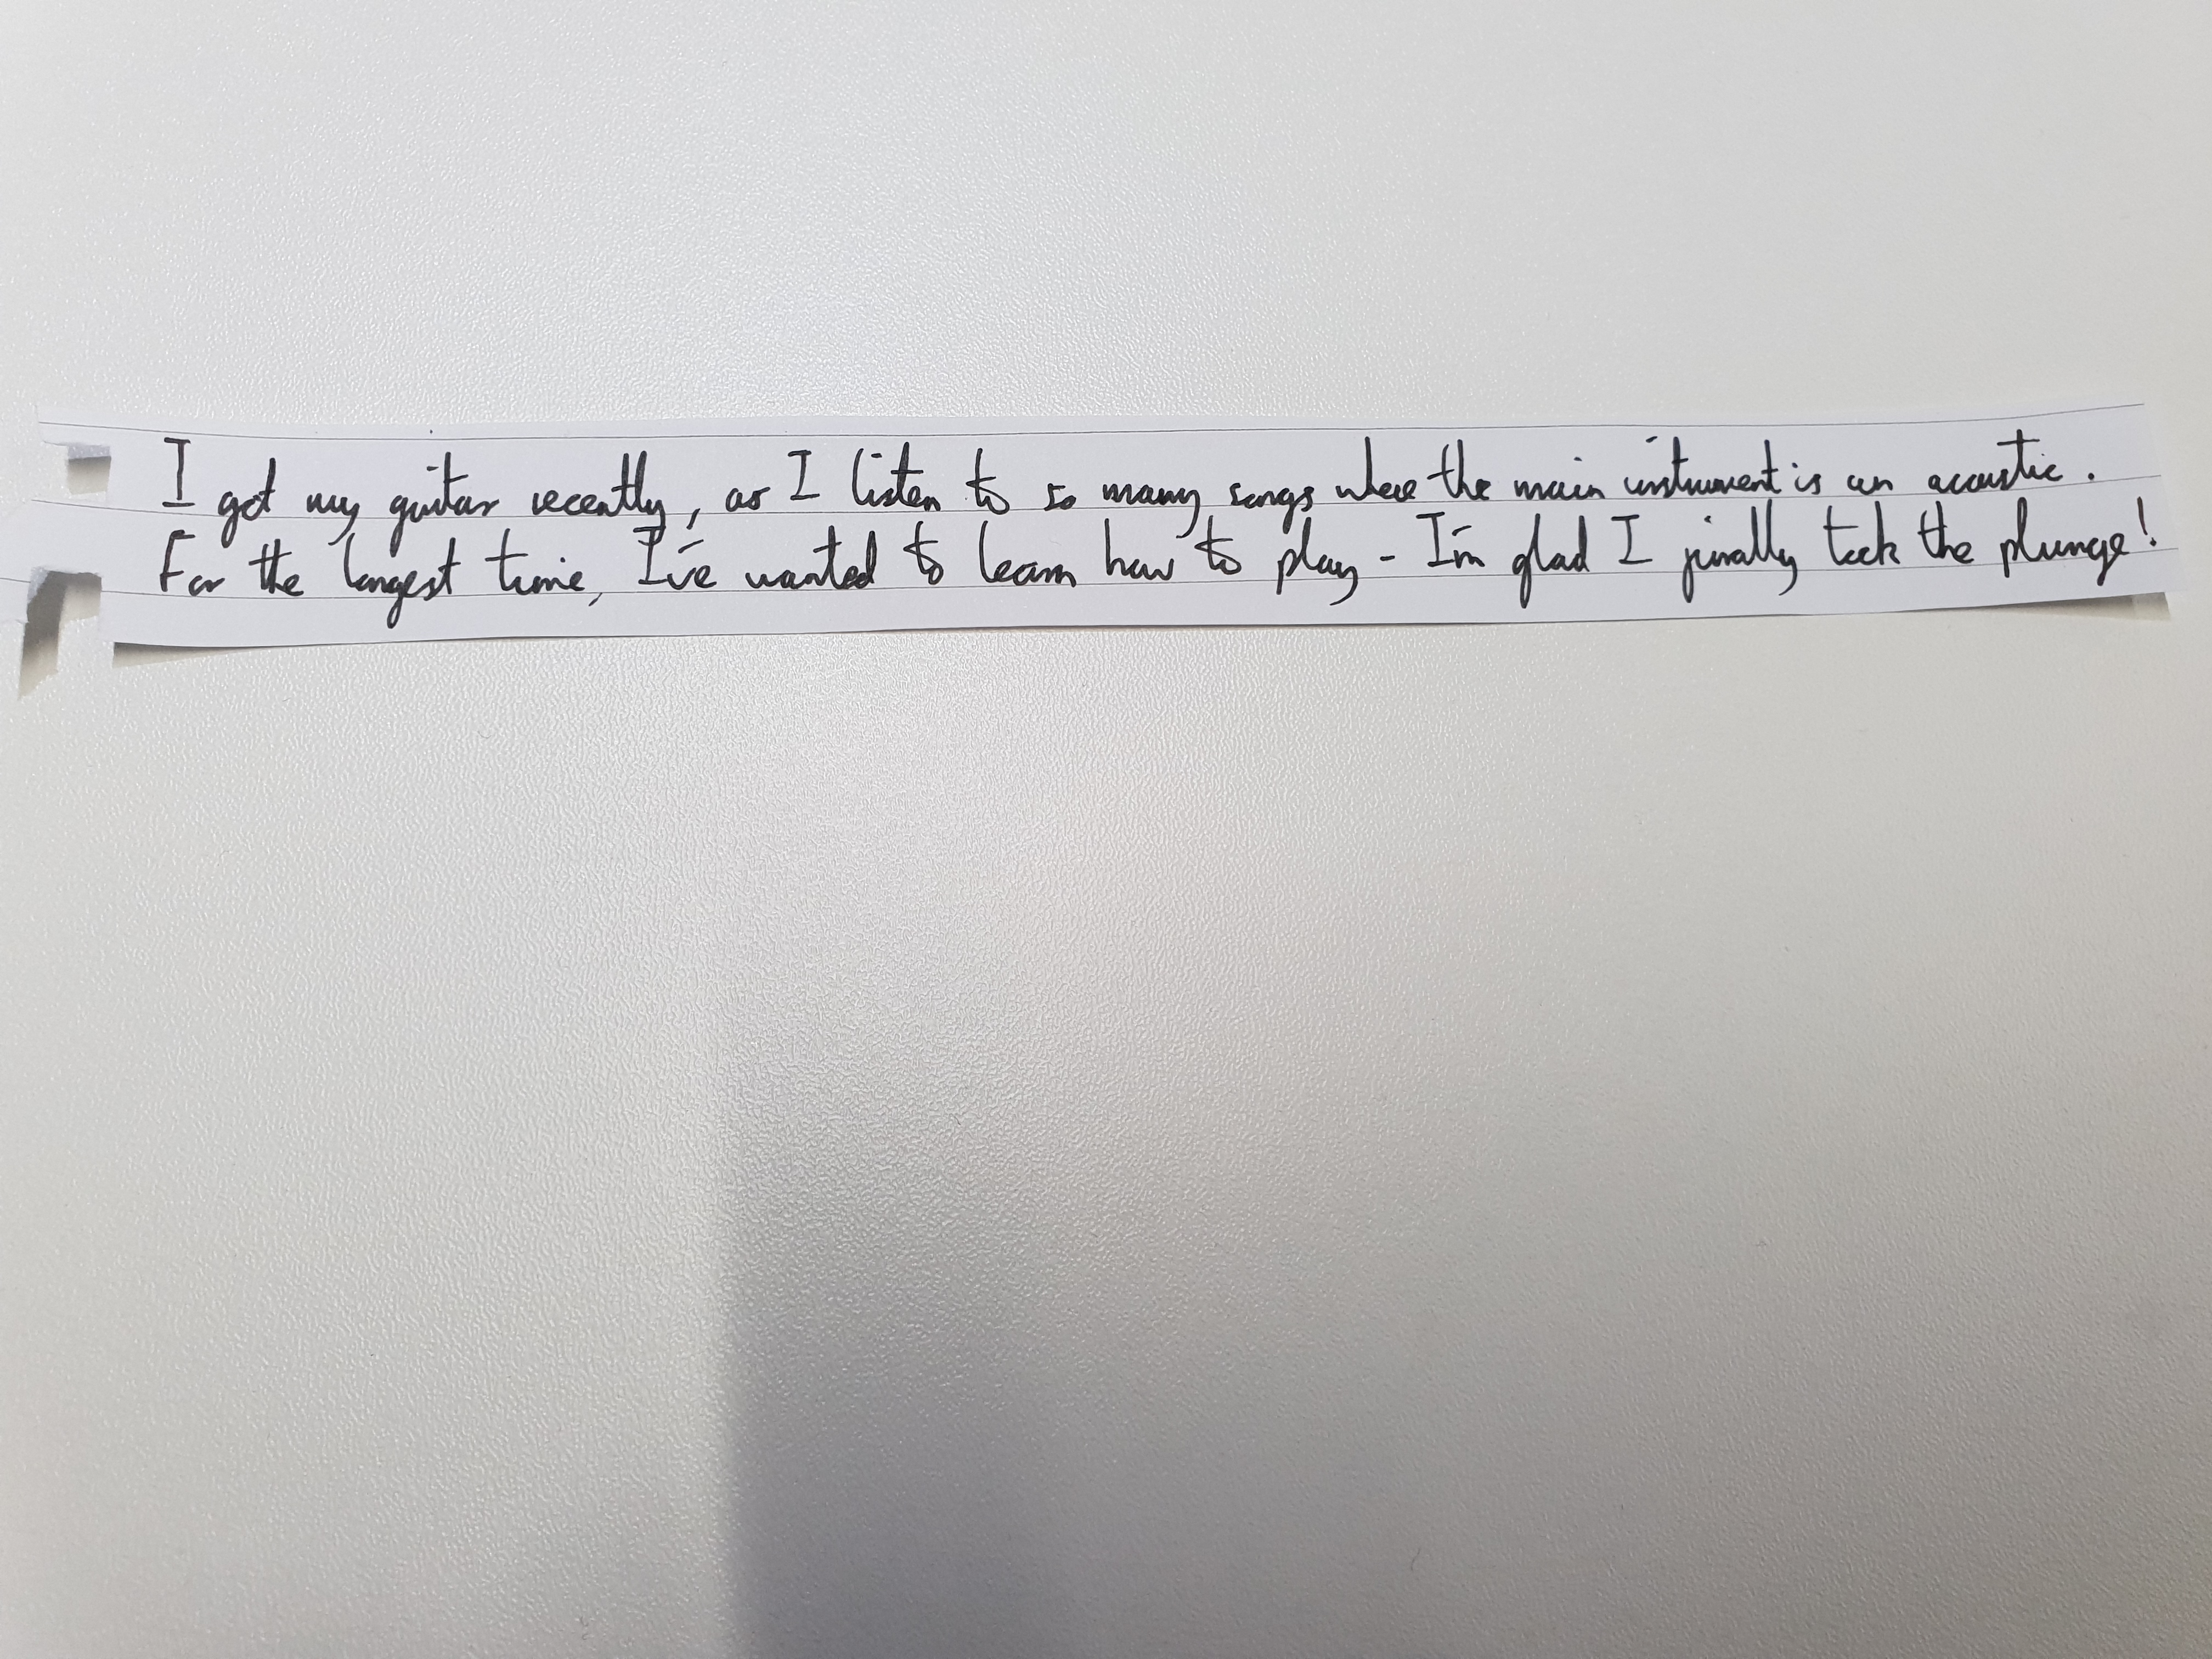 I got my guitar recently, as I listen to so many songs where the main instrument is an acoustic.
For the longest time, I've wanted to learn how to play - I'm glad I finally took the plunge!